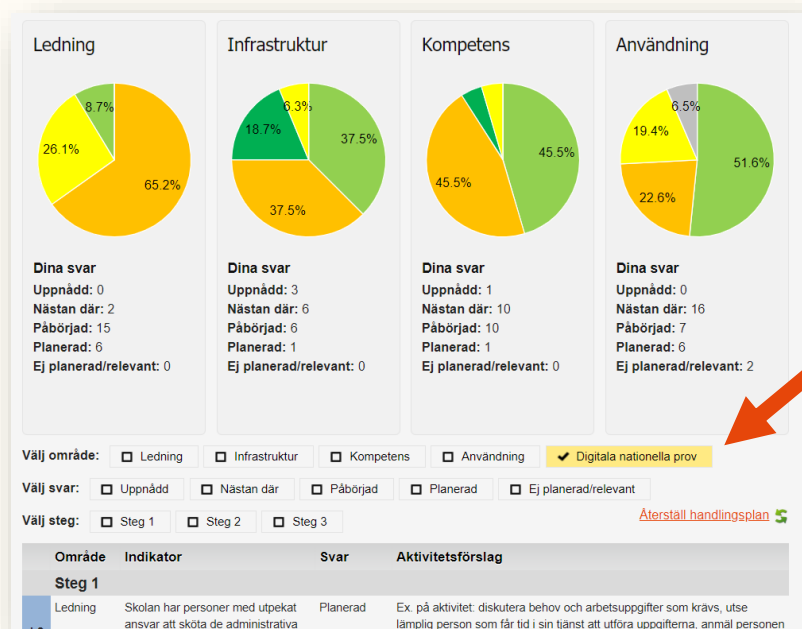 Ledning
8.7%
26.1%
65.2%
Dina svar
Uppnådd: 0
Nästan där: 2
Påbörjad: 15
Planerad: 6
Ej planerad/relevant: 0
Infrastruktur
6.3%
18.7%
37.5%
37.5%
Dina svar
Uppnådd: 3
Nästan där: 6
Påbörjad: 6
Planerad: 1
Ej planerad/relevant: 0
Kompetens
45.5%
45.5%
Dina svar
Uppnådd: 1
Nästan där: 10
Påbörjad: 10
Planerad: 1
Ej planerad/relevant: 0
Användning
6.5%
19.4%
51.6%
22.6%
Dina svar
Uppnådd: 0
Nästan där: 16
Påbörjad: 7
Planerad: 6
Ej planerad/relevant: 2
Välj område: Ledning Infrastruktur Kompetens Användning Digitala nationella prov
Välj svar: Uppnådd Nästan där Påbörjad Planerad Ej planerad/relevant
Välj steg: Steg 1 Steg 2 Steg 3 Återställ handlingsplan
Område Indikator Svar Aktivitetsförslag
Steg 1
Ledning Skolan har personer med utpekat Planerad Ex. på aktivitet: diskutera behov och arbetsuppgifter som krävs, utse
ansvar att sköta de administrativa lämplig person som får tid i sin tjänst att utföra uppgifterna, anmäl personen